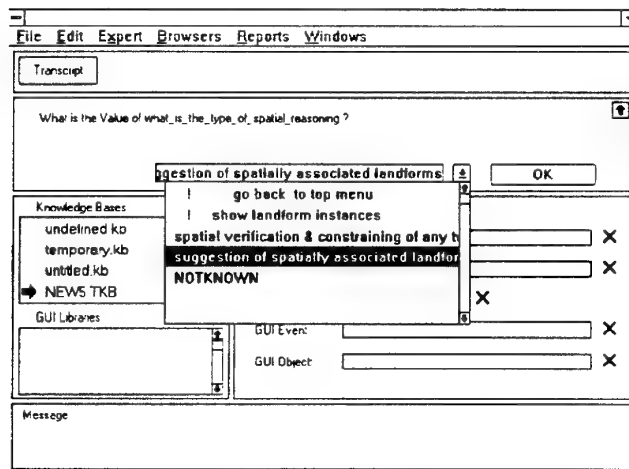 File Edit Expert Browsers Reports Windows
Transcript
What is the Value of what_is_the_type_of_spatial_reasoning ?
ggestion of spatially associated landforms
OK
! go back to top menu
! show landform instances
spatial verification & constraining of any t
suggestion of spatially associated landfor
NOTKNOWN
Knowledge Bases
undefined.kb
temporary.kb
untitled.kb
NEWS TKB
GUI Libraries
GUI Event:
GUI Object:
Message